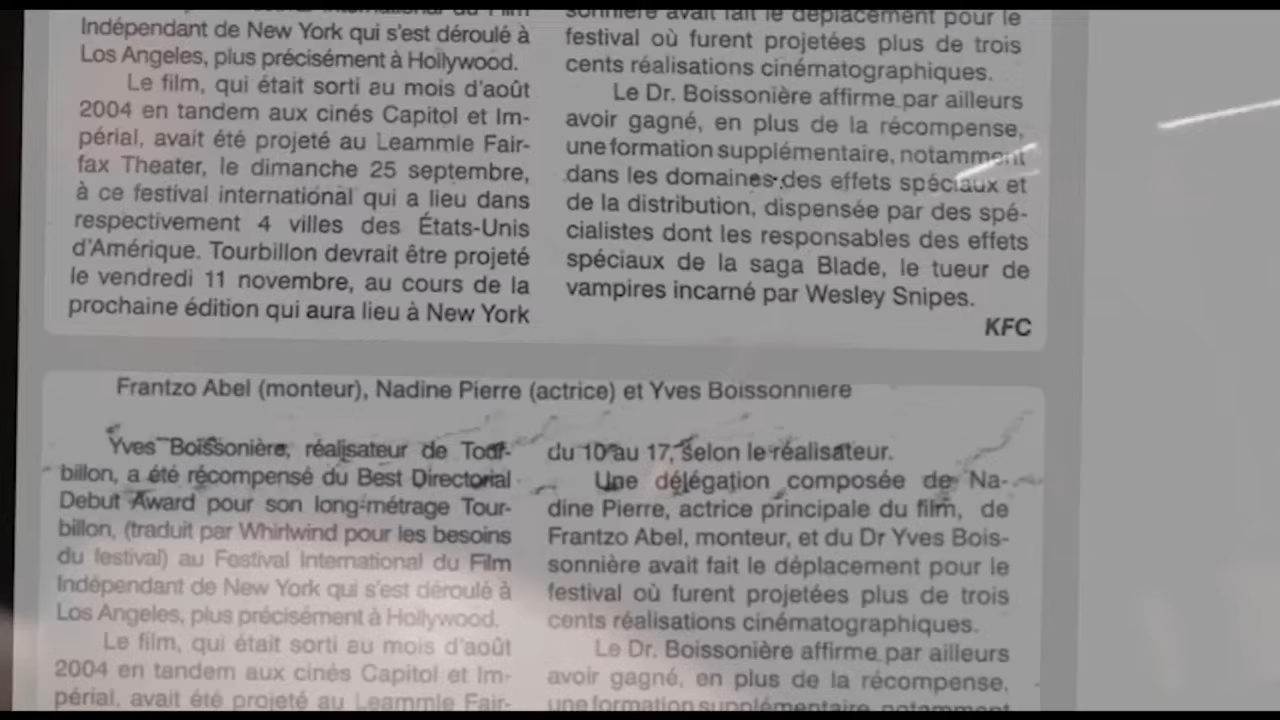 Indépendant de New York qui s'est déroulé à
Los Angeles, plus précisément à Hollywood.
Le film, qui était sorti au mois d'août
2004 en tandem aux cinés Capitol et Im-
périal, avait été projeté au Leammle Fair-
fax Theater, le dimanche 25 septembre,
à ce festival international qui a lieu dans
respectivement 4 villes des États-Unis
d'Amérique. Tourbillon devrait être projeté
le vendredi 11 novembre, au cours de la
prochaine édition qui aura lieu à New York
sonnière avait fait le déplacement pour le
festival où furent projetées plus de trois
cents réalisations cinématographiques.
Le Dr. Boissonière affirme par ailleurs
avoir gagné, en plus de la récompense,
une formation supplémentaire, notamment
dans les domaines des effets spéciaux et
de la distribution, dispensée par des spé-
cialistes dont les responsables des effets
spéciaux de la saga Blade, le tueur de
vampires incarné par Wesley Snipes.
KFC
Frantzo Abel (monteur), Nadine Pierre (actrice) et Yves Boissonniere
Yves Boissonière, réalisateur de Tour-
billon, a été récompensé du Best Directorial
Debut Award pour son long-métrage Tour-
billon, (traduit par Whirlwind pour les besoins
du festival) au Festival International du Film
Indépendant de New York qui s'est déroulé à
Los Angeles, plus précisément à Hollywood.
Le film, qui était sorti au mois d'août
2004 en tandem aux cinés Capitol et Im-
périal, avait été projeté au Leammle Fair-
du 10 au 17, selon le réalisateur.
Une délégation composée de Na-
dine Pierre, actrice principale du film, de
Frantzo Abel, monteur, et du Dr Yves Bois-
sonnière avait fait le déplacement pour le
festival où furent projetées plus de trois
cents réalisations cinématographiques.
Le Dr. Boissonière affirme par ailleurs
avoir gagné, en plus de la récompense,
une formation supplémentaire, notamment